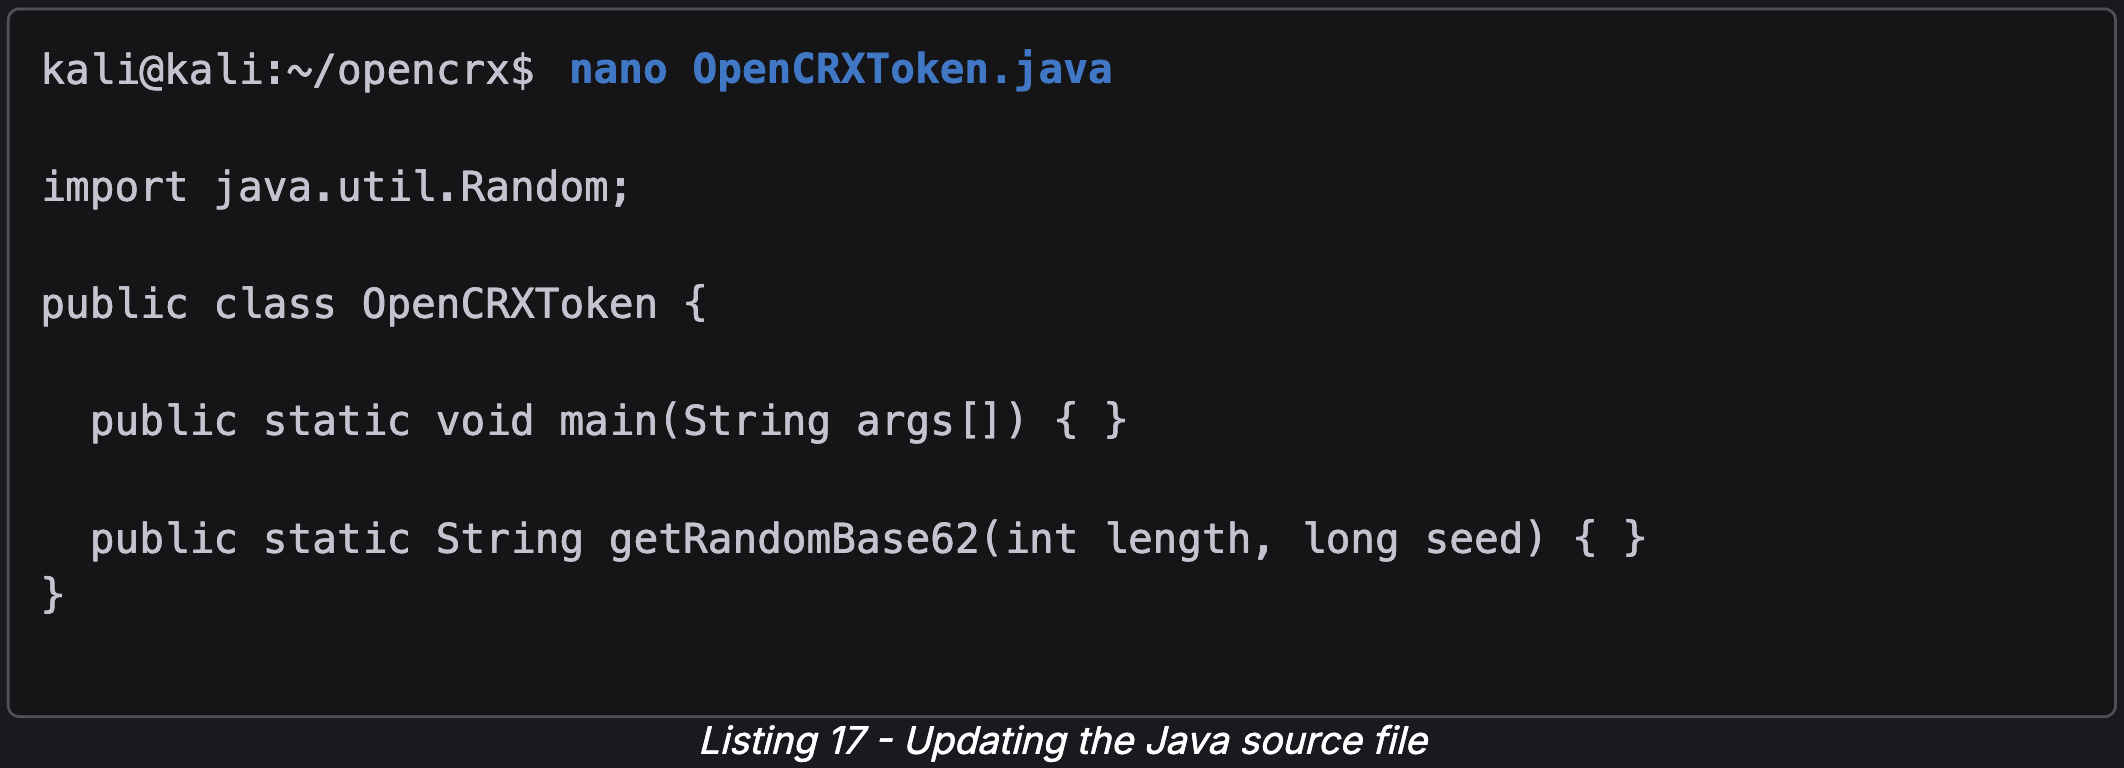 kali@kali:~/opencrx$ nano OpenCRXToken.java
import java.util.Random;
public class OpenCRXToken {
public static void main(String args[]) { }
public static String getRandomBase62(int length, long seed) { }
}
Listing 17 - Updating the Java source file